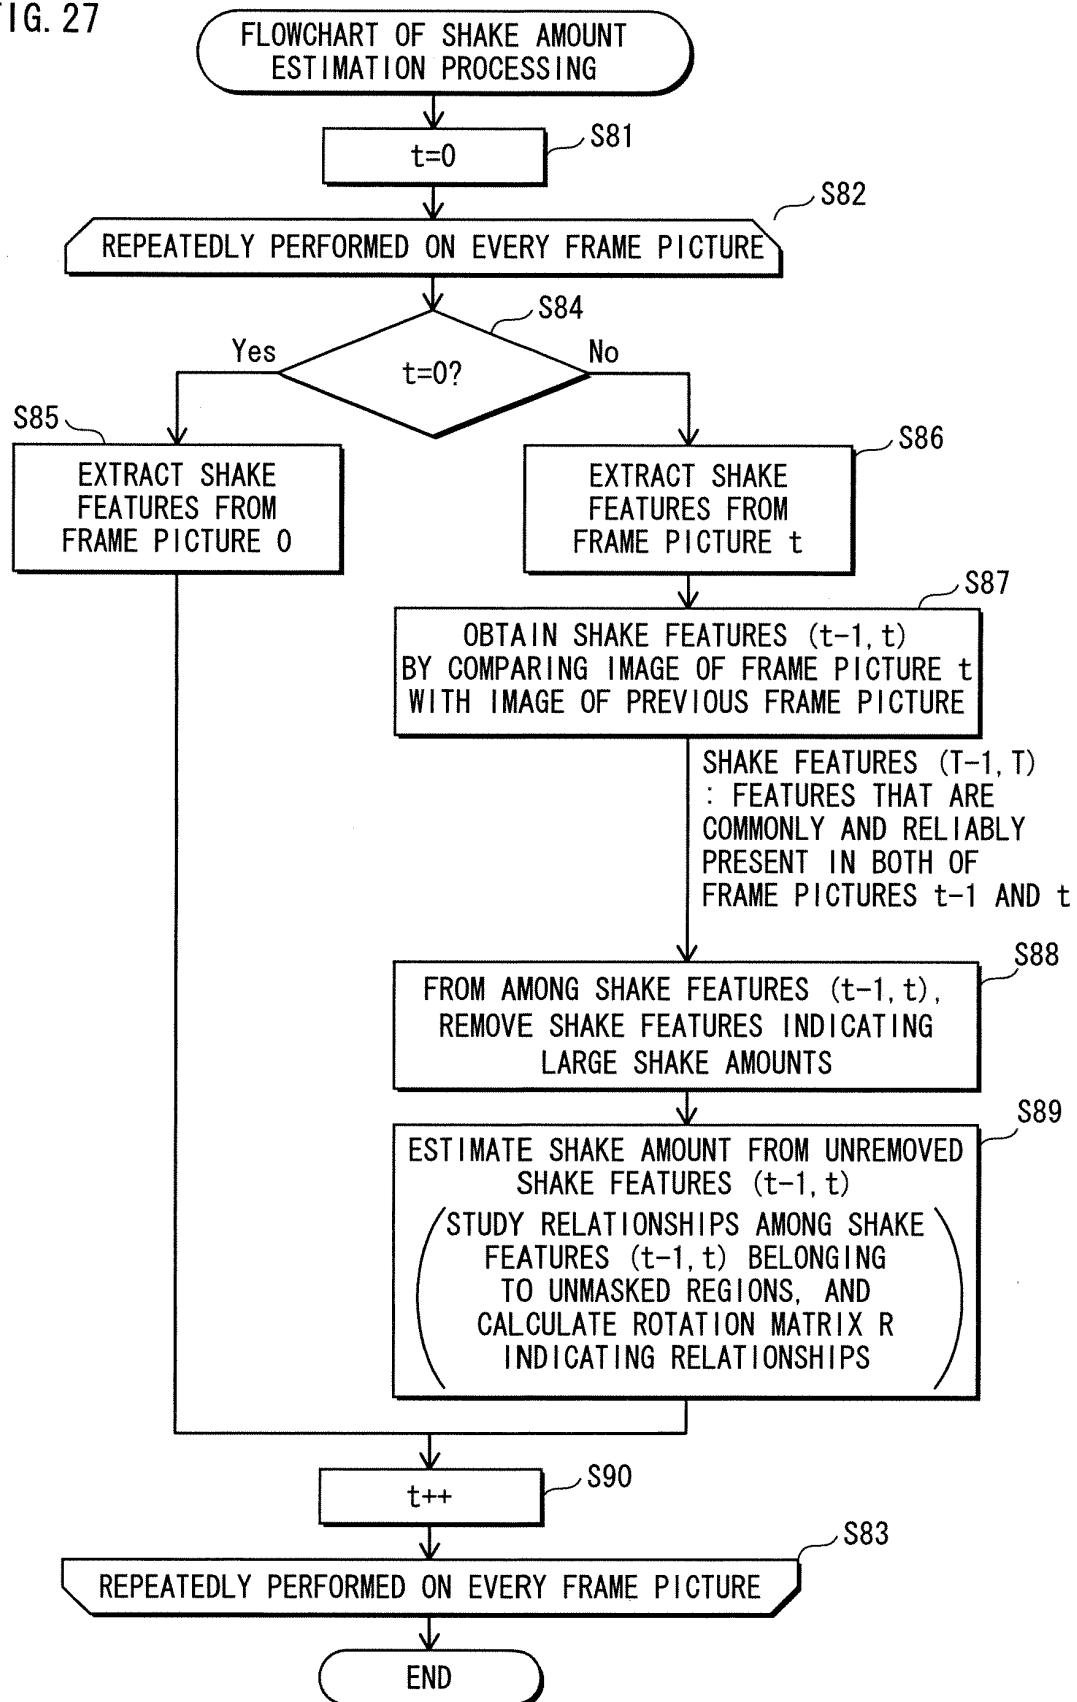 FIG. 27
FLOWCHART OF SHAKE AMOUNT
ESTIMATION PROCESSING
t=0
S81
S82
REPEATEDLY PERFORMED ON EVERY FRAME PICTURE
S84
t=0?
Yes
No
S85
EXTRACT SHAKE
FEATURES FROM
FRAME PICTURE 0
S86
EXTRACT SHAKE
FEATURES FROM
FRAME PICTURE t
S87
OBTAIN SHAKE FEATURES (t-1, t)
BY COMPARING IMAGE OF FRAME PICTURE t
WITH IMAGE OF PREVIOUS FRAME PICTURE
SHAKE FEATURES (T-1, T)
: FEATURES THAT ARE
COMMONLY AND RELIABLY
PRESENT IN BOTH OF
FRAME PICTURES t-1 AND t
S88
FROM AMONG SHAKE FEATURES (t-1, t),
REMOVE SHAKE FEATURES INDICATING
LARGE SHAKE AMOUNTS
S89
ESTIMATE SHAKE AMOUNT FROM UNREMOVED
SHAKE FEATURES (t-1, t)
(STUDY RELATIONSHIPS AMONG SHAKE
FEATURES (t-1, t) BELONGING
TO UNMASKED REGIONS, AND
CALCULATE ROTATION MATRIX R
INDICATING RELATIONSHIPS)
t++
S90
S83
REPEATEDLY PERFORMED ON EVERY FRAME PICTURE
END